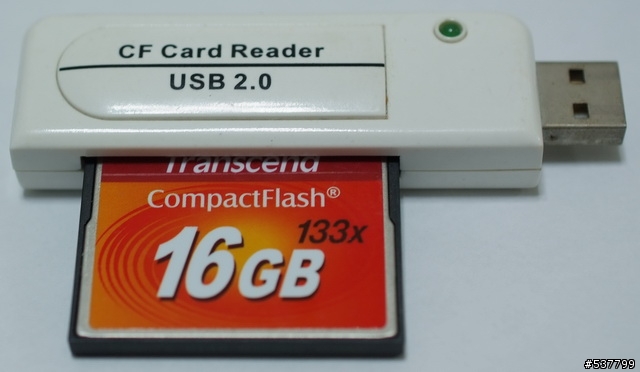 CF Card Reader
USB 2.0
Transcend
CompactFlash®
133x
16GB
#537799